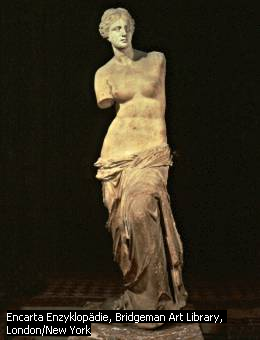 Encarta Enzyklopädie, Bridgeman Art Library,
London/New York